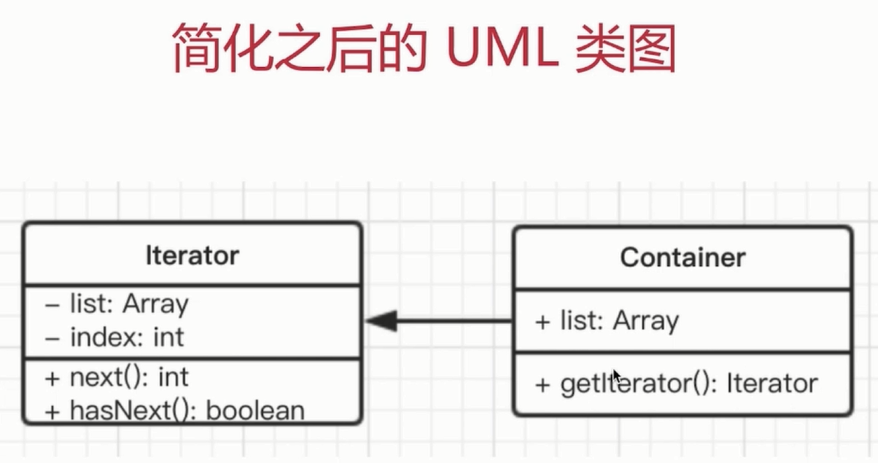 简化之后的 UML 类图
Iterator
– list: Array
– index: int
+ next(): int
+ hasNext(): boolean
Container
+ list: Array
+ getIterator(): Iterator